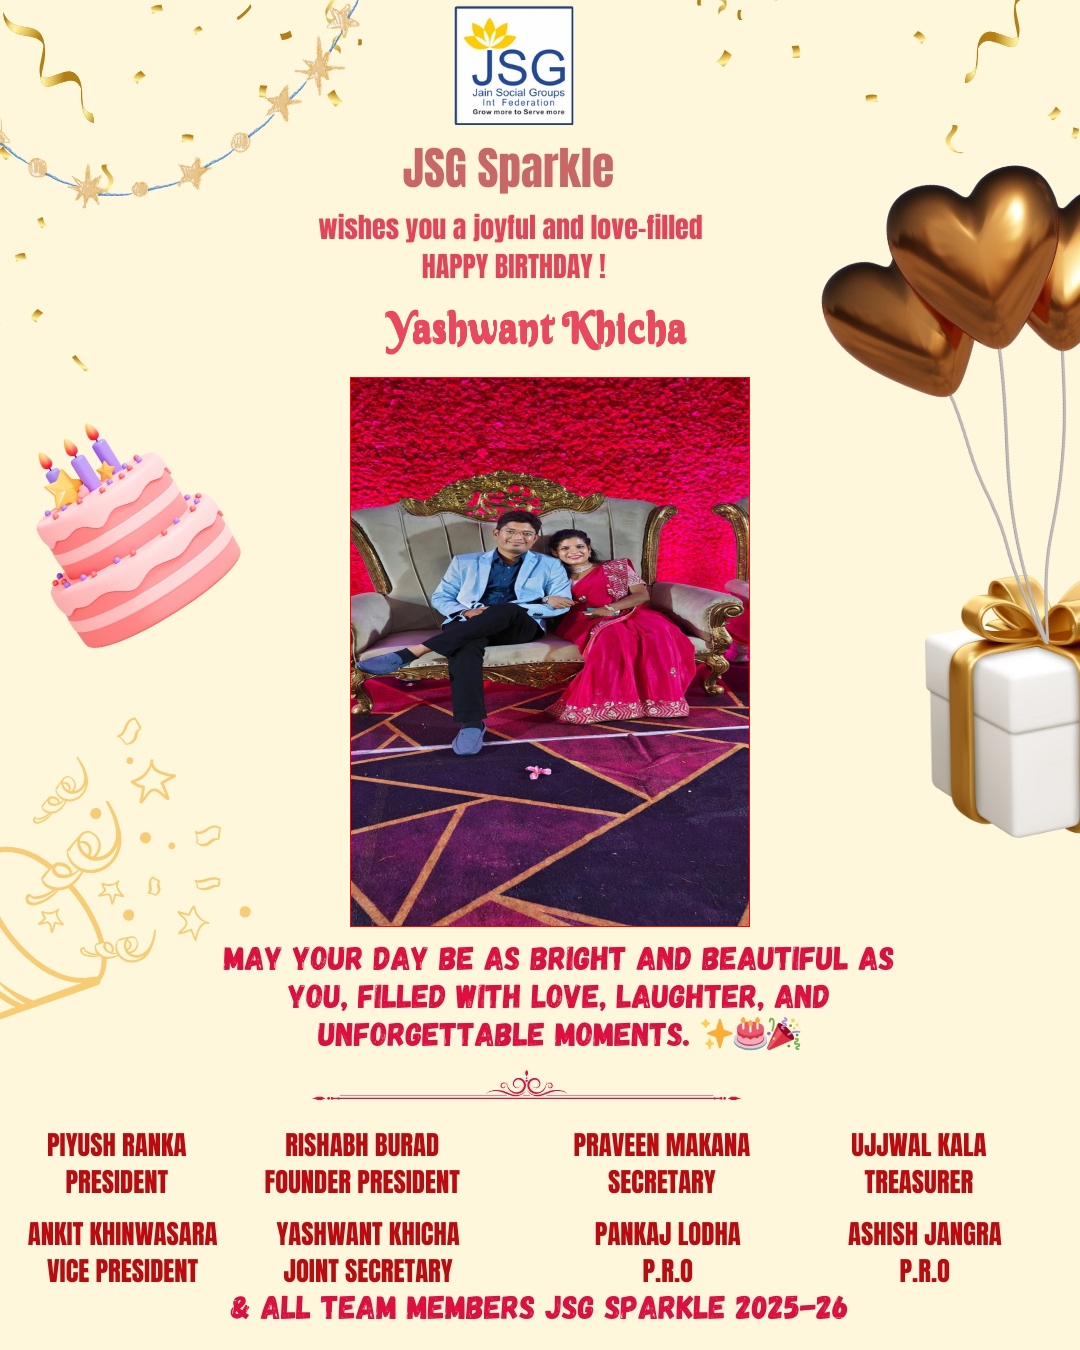 JSG
Jain Social Groups
Int Federation
Grow more to Serve more
JSG Sparkle
wishes you a joyful and love-filled
HAPPY BIRTHDAY !
Yashwant Khicha
MAY YOUR DAY BE AS BRIGHT AND BEAUTIFUL AS
YOU, FILLED WITH LOVE, LAUGHTER, AND
UNFORGETTABLE MOMENTS. ✨🎂🎉
PIYUSH RANKA
PRESIDENT
RISHABH BURAD
FOUNDER PRESIDENT
PRAVEEN MAKANA
SECRETARY
UJJWAL KALA
TREASURER
ANKIT KHINWASARA
VICE PRESIDENT
YASHWANT KHICHA
JOINT SECRETARY
PANKAJ LODHA
P.R.O
ASHISH JANGRA
P.R.O
& ALL TEAM MEMBERS JSG SPARKLE 2025-26